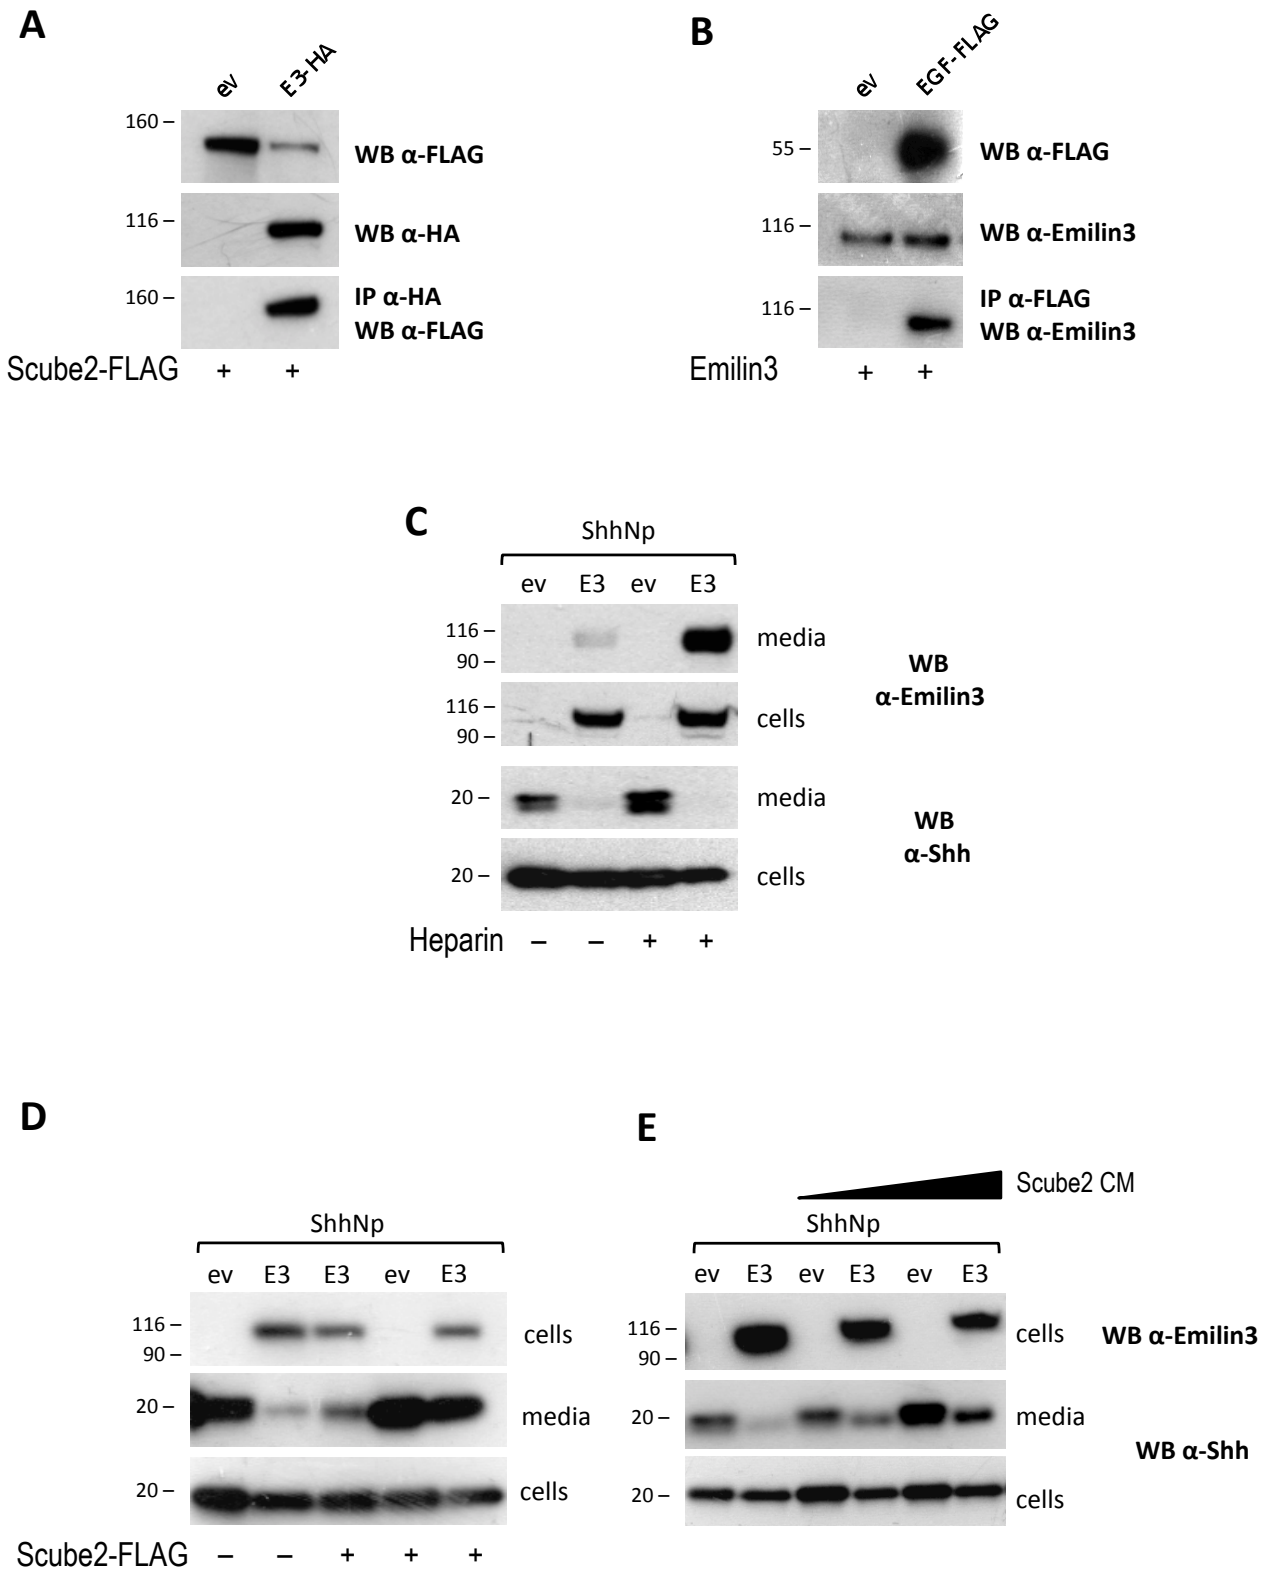 A
ev E3-HA
160 –
WB α-FLAG
116 –
WB α-HA
160 –
IP α-HA
WB α-FLAG
Scube2-FLAG + +
B
ev EGF-FLAG
55 –
WB α-FLAG
116 –
WB α-Emilin3
116 –
IP α-FLAG
WB α-Emilin3
Emilin3 + +
C
ShhNp
ev E3 ev E3
116 –
90 –
media
116 –
90 –
cells
WB
α-Emilin3
20 –
media
20 –
cells
WB
α-Shh
Heparin – – + +
D
ShhNp
ev E3 E3 ev E3
116 –
90 –
cells
20 –
media
20 –
cells
Scube2-FLAG – – + + +
E
Scube2 CM
ShhNp
ev E3 ev E3 ev E3
116 –
90 –
cells
WB α-Emilin3
20 –
media
20 –
cells
WB α-Shh